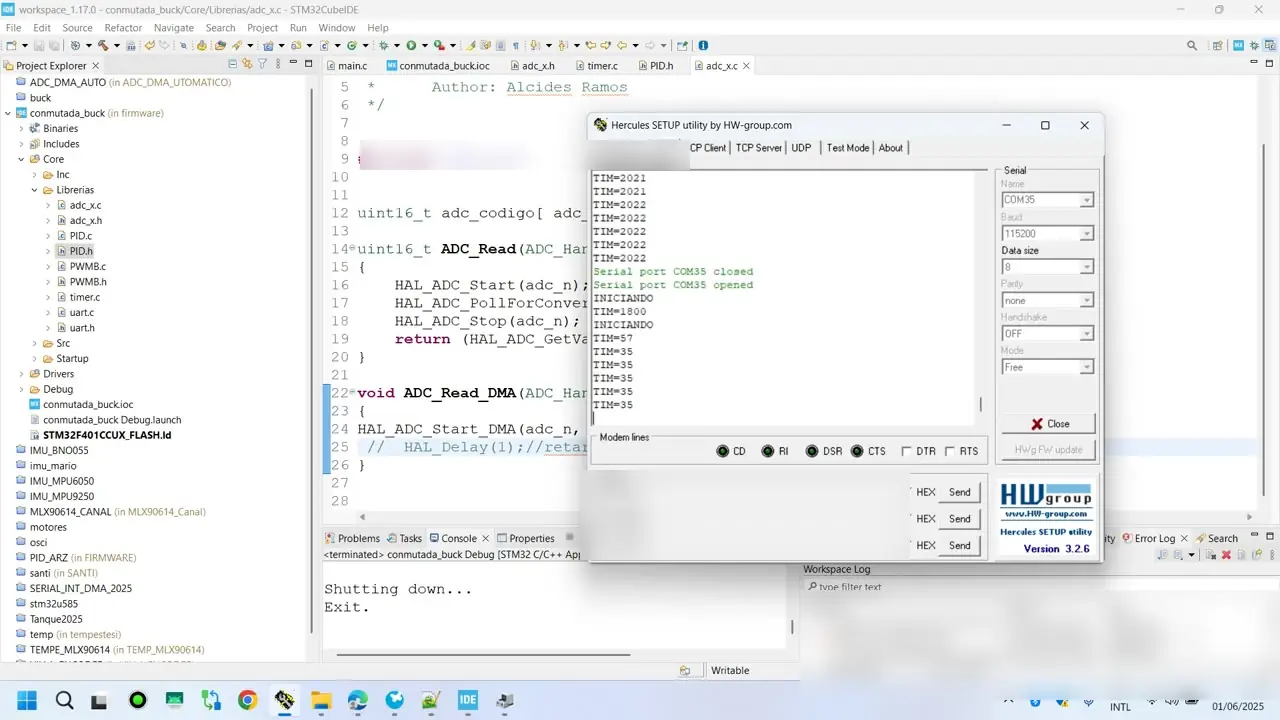 workspace_1.17.0 - conmutada_buck/Core/Librerias/adc_x.c - STM32CubeIDE
File Edit Source Refactor Navigate Search Project Run Window Help
Project Explorer
ADC_DMA_AUTO (in ADC_DMA_UTOMATICO)
buck
conmutada_buck (in firmware)
Binaries
Includes
Core
Inc
Librerias
adc_x.c
adc_x.h
PID.c
PID.h
PWMB.c
PWMB.h
timer.c
uart.c
uart.h
Src
Startup
Drivers
Debug
conmutada_buck.ioc
conmutada_buck Debug.launch
STM32F401CCUX_FLASH.ld
IMU_BNO055
imu_mario
IMU_MPU6050
IMU_MPU9250
MLX90614_CANAL (in MLX90614_Canal)
motores
osci
PID_ARZ (in FIRMWARE)
santi (in SANTI)
SERIAL_INT_DMA_2025
stm32u585
Tanque2025
temp (in tempestesi)
TEMPE_MLX90614 (in TEMP_MLX90614)
main.c conmutada_buck.ioc adc_x.h timer.c PID.h adc_x.c
5 * Author: Alcides Ramos
6 */
7
8
9
10
11
12 uint16_t adc_codigo[ adc_
13
14 uint16_t ADC_Read(ADC_Han
15 {
16 HAL_ADC_Start(adc_n);
17 HAL_ADC_PollForConver
18 HAL_ADC_Stop(adc_n);
19 return (HAL_ADC_GetVa
20 }
21
22 void ADC_Read_DMA(ADC_Han
23 {
24 HAL_ADC_Start_DMA(adc_n,
25 // HAL_Delay(1);//retar
26 }
27
28
Hercules SETUP utility by HW-group.com
CP Client TCP Server UDP Test Mode About
TIM=2021
TIM=2021
TIM=2022
TIM=2022
TIM=2022
TIM=2022
TIM=2022
Serial port COM35 closed
Serial port COM35 opened
INICIANDO
TIM=1800
INICIANDO
TIM=57
TIM=35
TIM=35
TIM=35
TIM=35
TIM=35
Serial
Name
COM35
Baud
115200
Data size
8
Parity
none
Handshake
OFF
Mode
Free
Close
HWg FW update
Modem lines
CD RI DSR CTS DTR RTS
HEX Send
HEX Send
HEX Send
HWgroup
www.HW-group.com
Hercules SETUP utility
Version 3.2.6
Problems Tasks Console Properties
<terminated> conmutada_buck Debug [STM32 C/C++ App
Shutting down...
Exit.
Error Log Search
Workspace Log
type filter text
Writable
IDE
INTL
01/06/2025